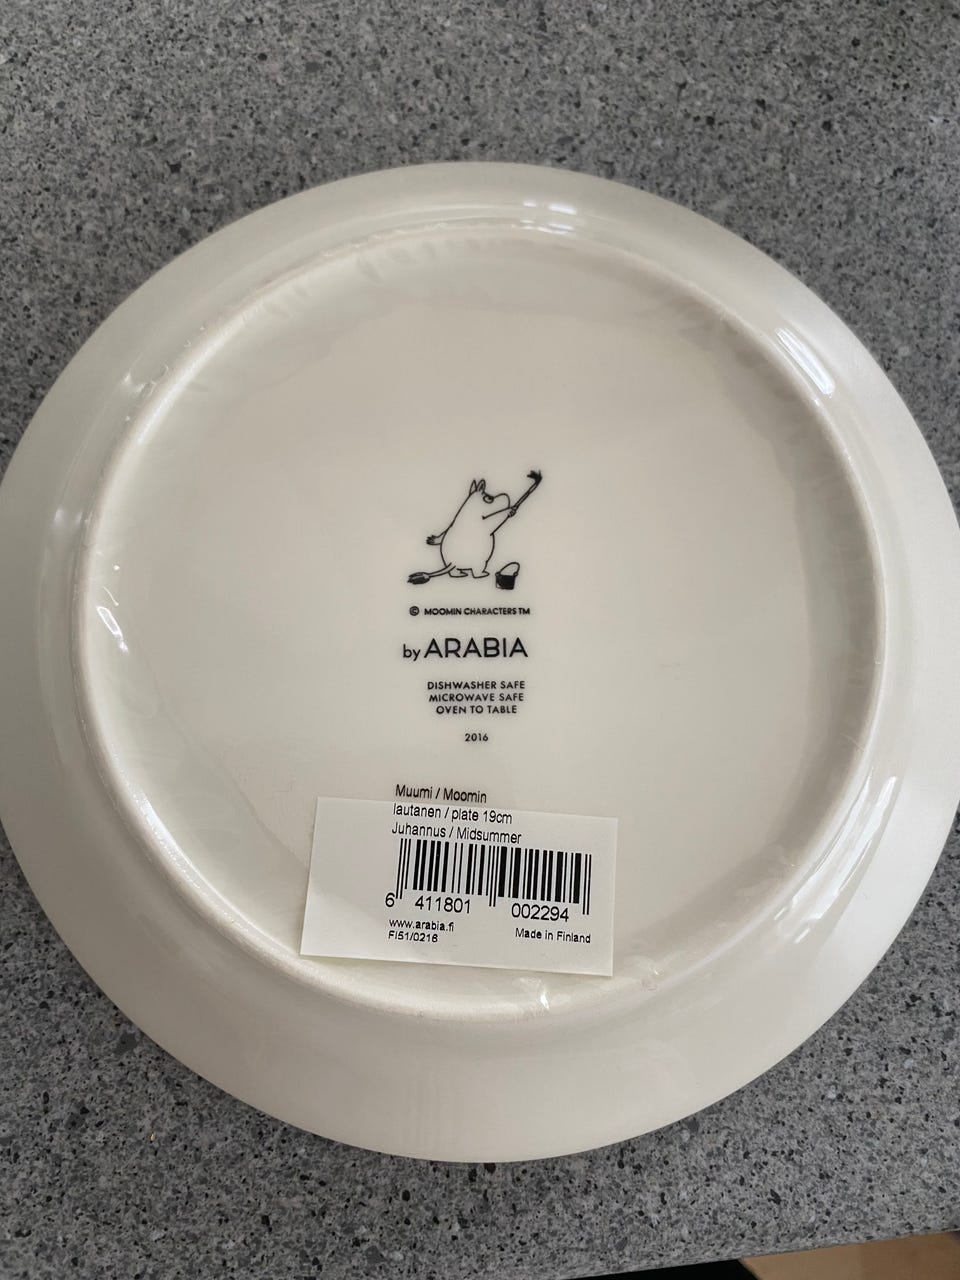 © MOOMIN CHARACTERS TM
by ARABIA
DISHWASHER SAFE
MICROWAVE SAFE
OVEN TO TABLE
2016
Muumi / Moomin
lautanen / plate 19cm
Juhannus / Midsummer
6 411801 002294
www.arabia.fi Made in Finland
FI51/0216